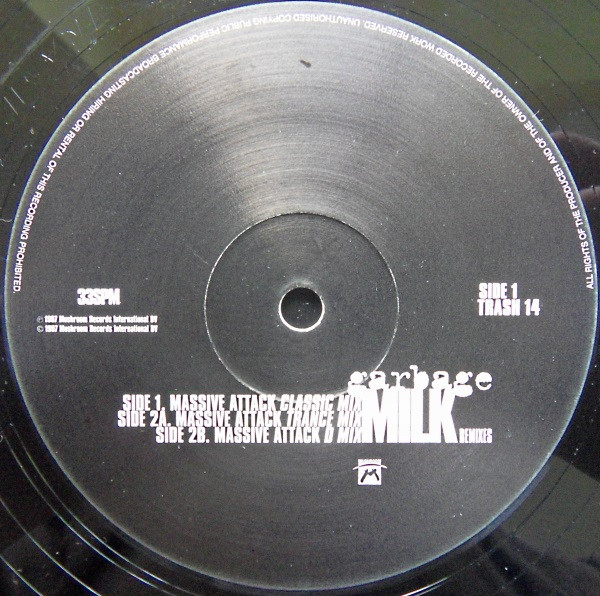 ALL RIGHTS OF THE PRODUCER AND OF THE OWNER OF THE RECORDED WORK RESERVED. UNAUTHORISED COPYING PUBLIC PERFORMANCE BROADCASTING HIRING OR RENTAL OF THIS RECORDING PROHIBITED.
33SPM
℗ 1997 Mushroom Records International BV
© 1997 Mushroom Records International BV
SIDE 1
TRASH 14
garbage
MILK REMIXES
SIDE 1. MASSIVE ATTACK CLASSIC MIX
SIDE 2A. MASSIVE ATTACK TRANCE MIX
SIDE 2B. MASSIVE ATTACK D MIX